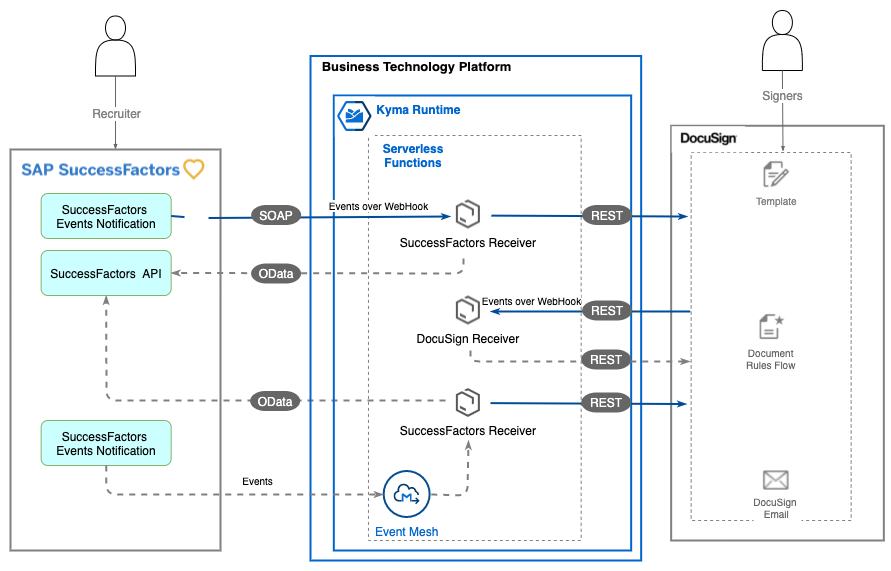 Recruiter
Signers
Business Technology Platform
Kyma Runtime
Serverless
Functions
SAP SuccessFactors
DocuSign
SuccessFactors
Events Notification
SOAP
Events over WebHook
SuccessFactors Receiver
REST
Template
SuccessFactors API
OData
Events over WebHook
REST
DocuSign Receiver
REST
Document
Rules Flow
OData
SuccessFactors Receiver
REST
SuccessFactors
Events Notification
Events
Event Mesh
DocuSign
Email